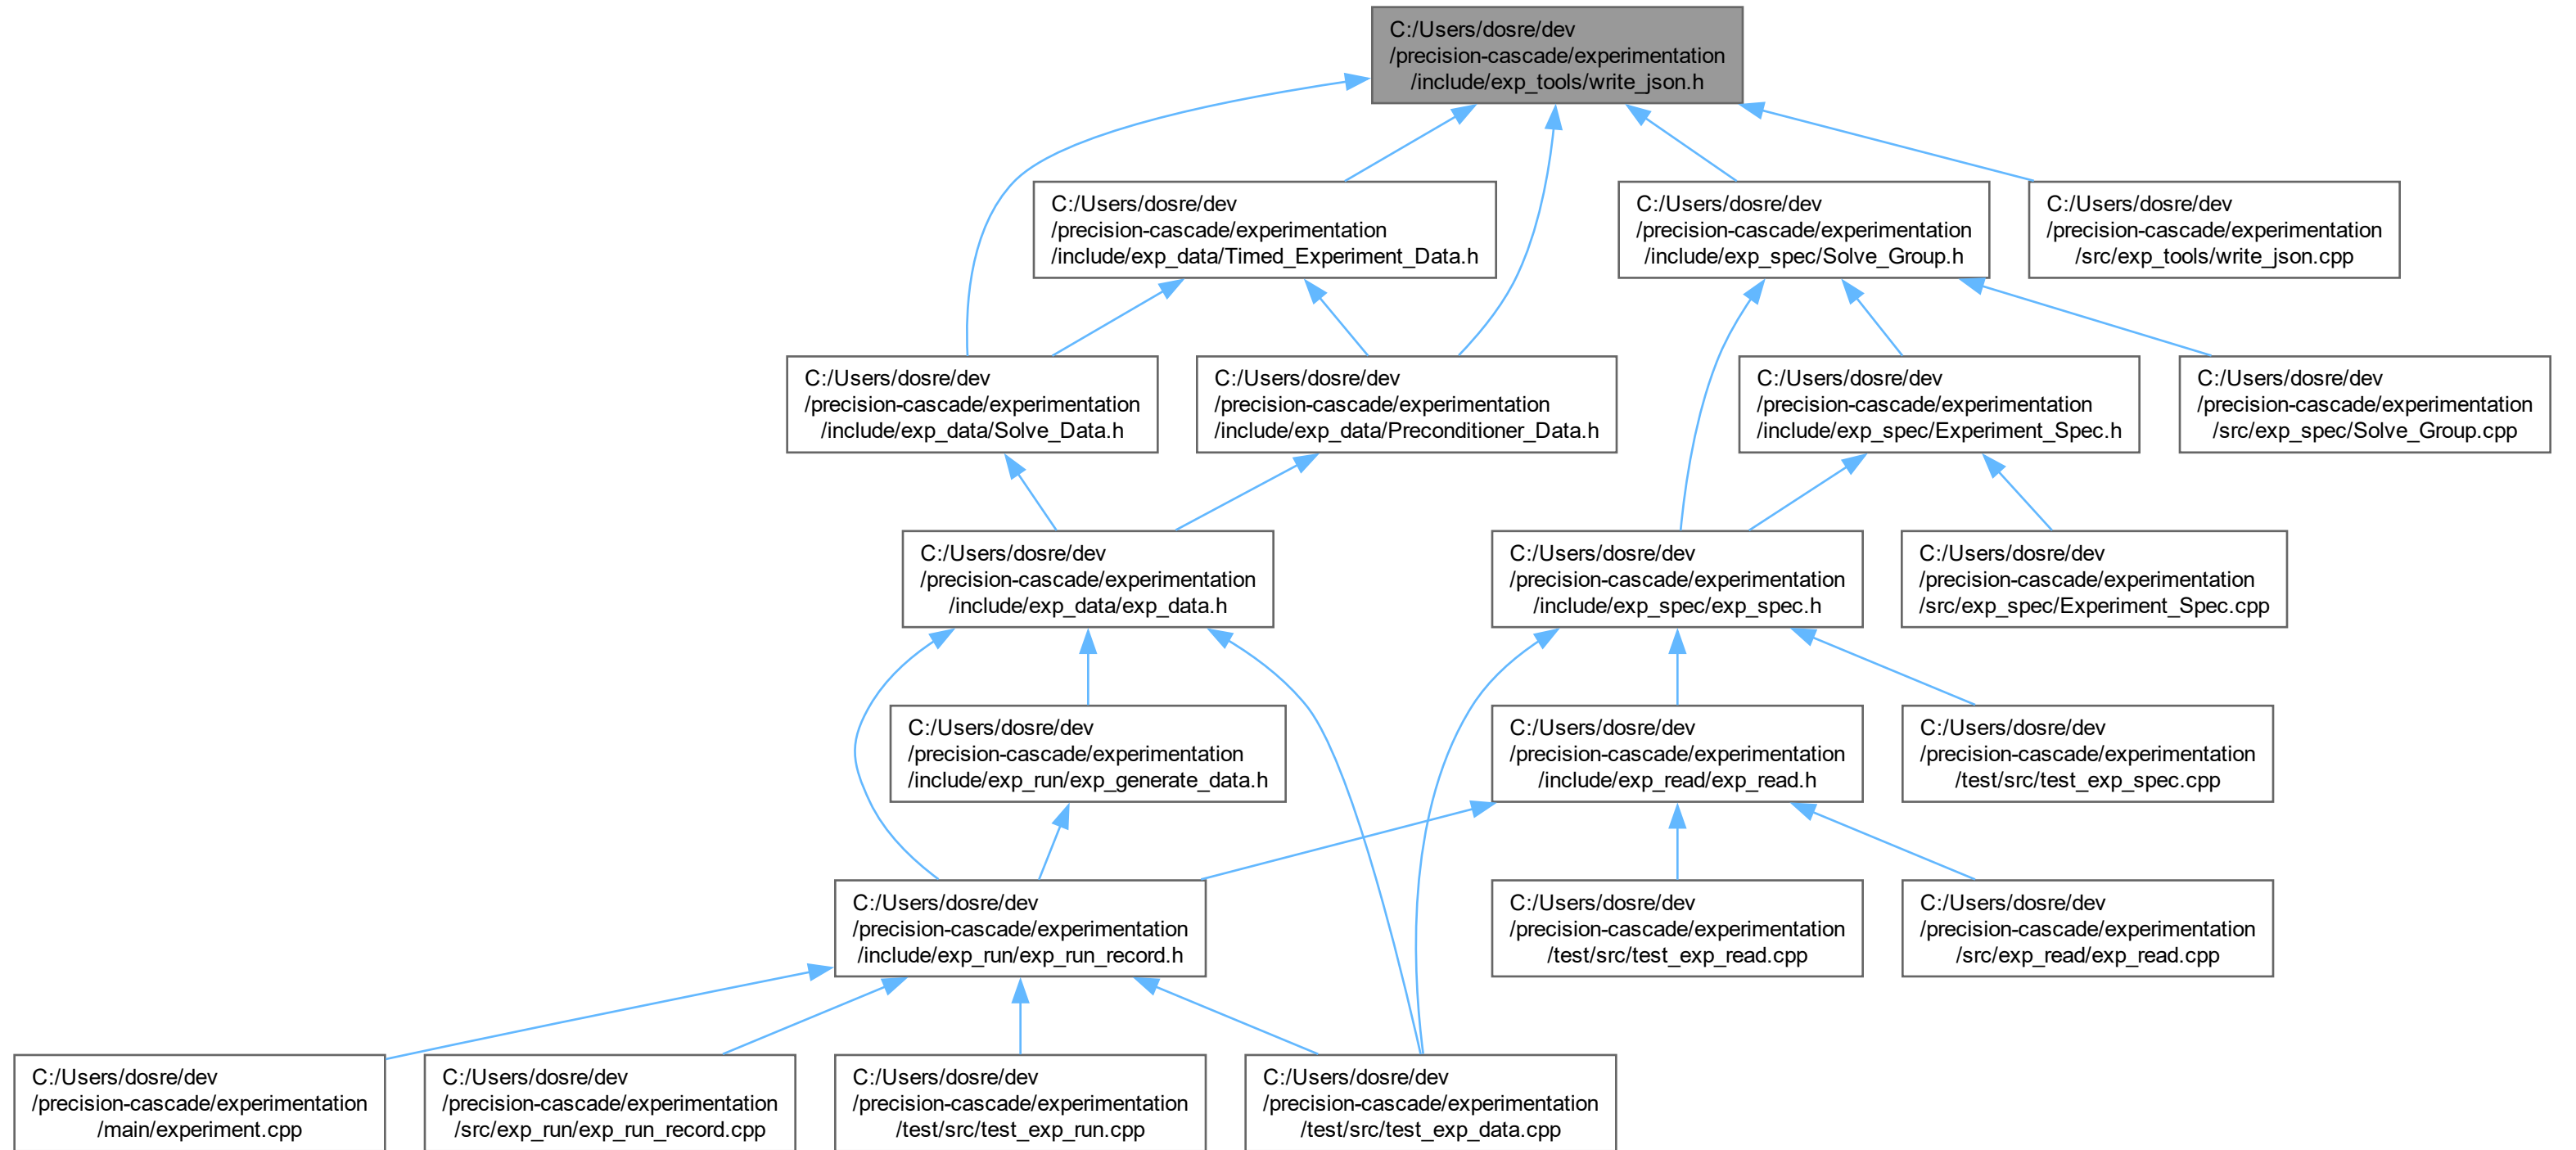 C:/Users/dosre/dev
/precision-cascade/experimentation
/include/exp_tools/write_json.h
C:/Users/dosre/dev
/precision-cascade/experimentation
/include/exp_data/Timed_Experiment_Data.h
C:/Users/dosre/dev
/precision-cascade/experimentation
/include/exp_spec/Solve_Group.h
C:/Users/dosre/dev
/precision-cascade/experimentation
/src/exp_tools/write_json.cpp
C:/Users/dosre/dev
/precision-cascade/experimentation
/include/exp_data/Solve_Data.h
C:/Users/dosre/dev
/precision-cascade/experimentation
/include/exp_data/Preconditioner_Data.h
C:/Users/dosre/dev
/precision-cascade/experimentation
/include/exp_spec/Experiment_Spec.h
C:/Users/dosre/dev
/precision-cascade/experimentation
/src/exp_spec/Solve_Group.cpp
C:/Users/dosre/dev
/precision-cascade/experimentation
/include/exp_data/exp_data.h
C:/Users/dosre/dev
/precision-cascade/experimentation
/include/exp_spec/exp_spec.h
C:/Users/dosre/dev
/precision-cascade/experimentation
/src/exp_spec/Experiment_Spec.cpp
C:/Users/dosre/dev
/precision-cascade/experimentation
/include/exp_run/exp_generate_data.h
C:/Users/dosre/dev
/precision-cascade/experimentation
/include/exp_read/exp_read.h
C:/Users/dosre/dev
/precision-cascade/experimentation
/test/src/test_exp_spec.cpp
C:/Users/dosre/dev
/precision-cascade/experimentation
/include/exp_run/exp_run_record.h
C:/Users/dosre/dev
/precision-cascade/experimentation
/test/src/test_exp_read.cpp
C:/Users/dosre/dev
/precision-cascade/experimentation
/src/exp_read/exp_read.cpp
C:/Users/dosre/dev
/precision-cascade/experimentation
/main/experiment.cpp
C:/Users/dosre/dev
/precision-cascade/experimentation
/src/exp_run/exp_run_record.cpp
C:/Users/dosre/dev
/precision-cascade/experimentation
/test/src/test_exp_run.cpp
C:/Users/dosre/dev
/precision-cascade/experimentation
/test/src/test_exp_data.cpp